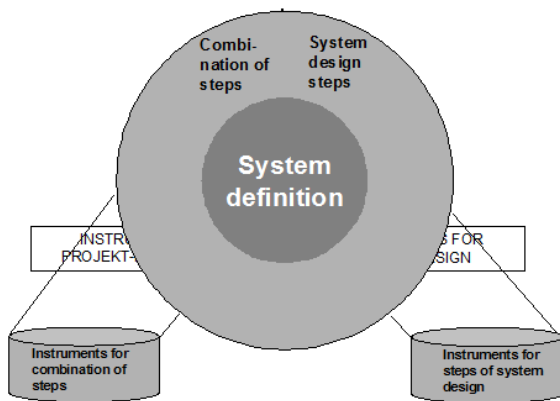 Combi-
nation of
steps
System
design
steps
System
definition
INSTRU
PROJEKT-
S FOR
SIGN
Instruments for
combination of
steps
Instruments for
steps of system
design